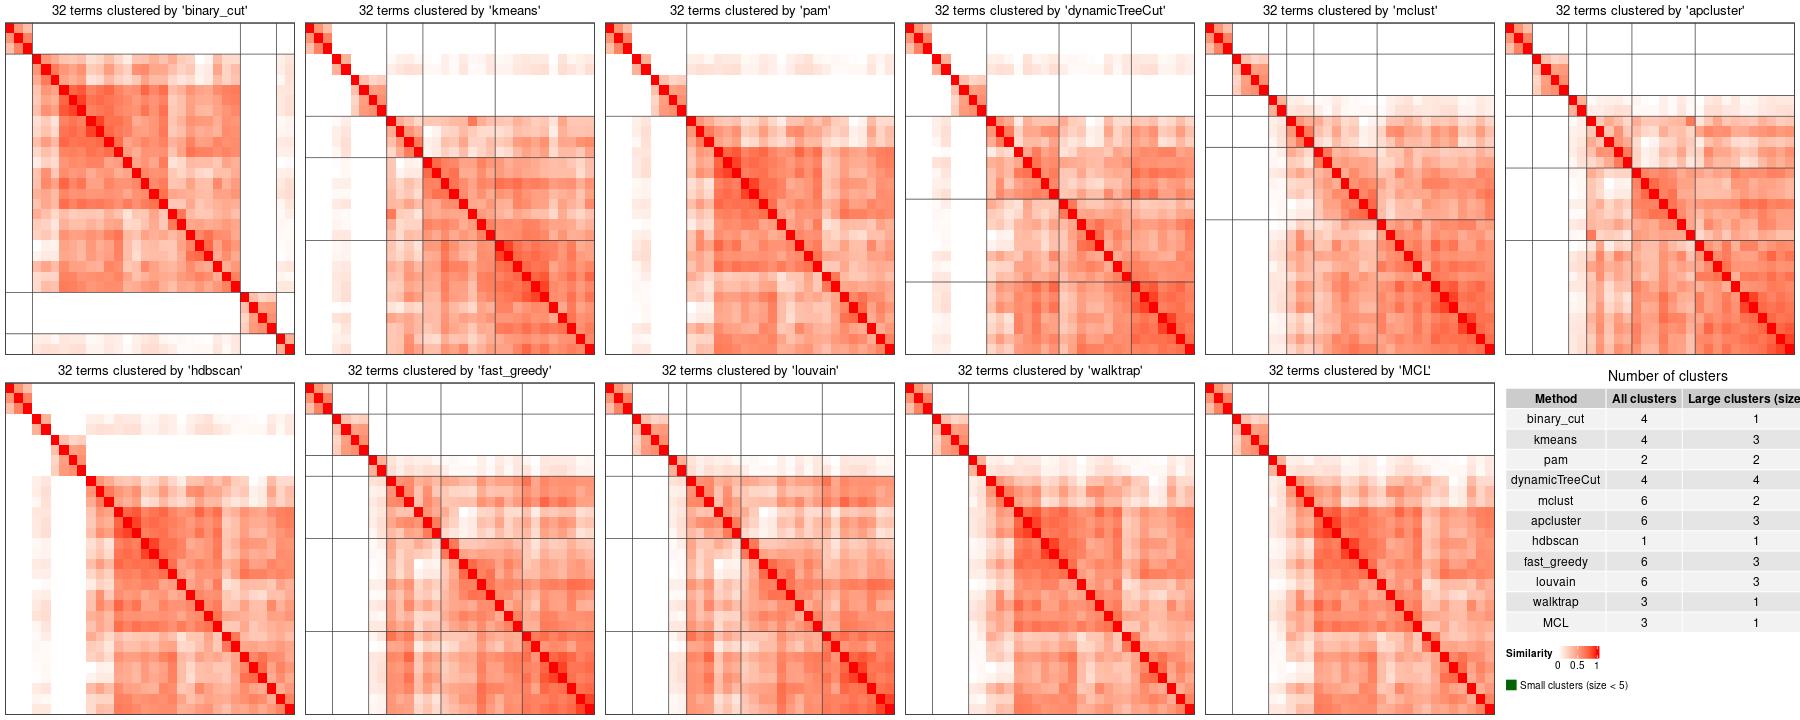 32 terms clustered by 'binary_cut'
32 terms clustered by 'kmeans'
32 terms clustered by 'pam'
32 terms clustered by 'dynamicTreeCut'
32 terms clustered by 'mclust'
32 terms clustered by 'apcluster'
32 terms clustered by 'hdbscan'
32 terms clustered by 'fast_greedy'
32 terms clustered by 'louvain'
32 terms clustered by 'walktrap'
32 terms clustered by 'MCL'
Number of clusters
Method All clusters Large clusters (size
binary_cut 4 1
kmeans 4 3
pam 2 2
dynamicTreeCut 4 4
mclust 6 2
apcluster 6 3
hdbscan 1 1
fast_greedy 6 3
louvain 6 3
walktrap 3 1
MCL 3 1
Similarity
0 0.5 1
Small clusters (size < 5)